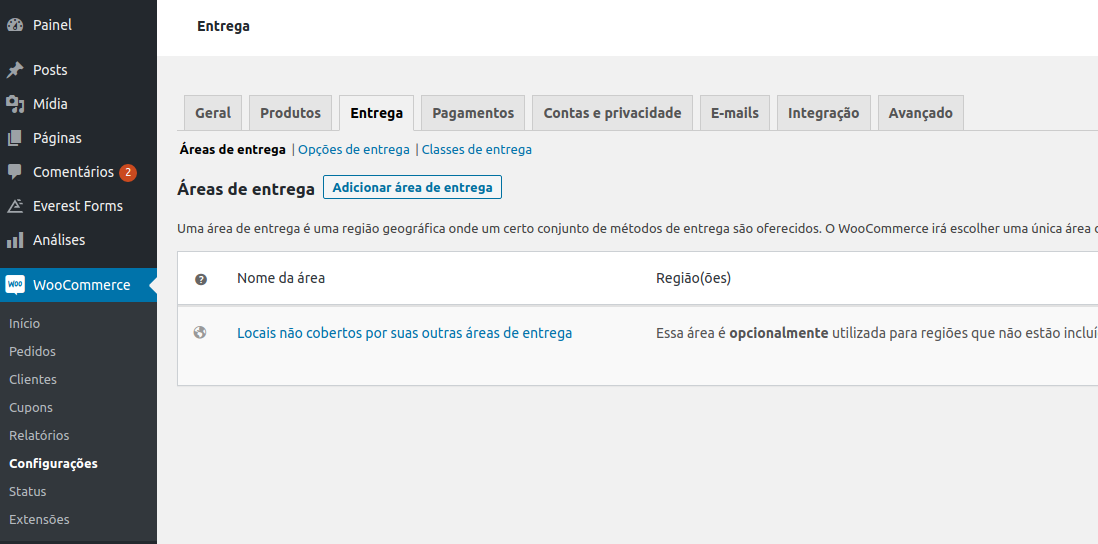 Painel
Posts
Mídia
Páginas
Comentários 2
Everest Forms
Análises
Woo WooCommerce
Início
Pedidos
Clientes
Cupons
Relatórios
Configurações
Status
Extensões
Entrega
Geral Produtos Entrega Pagamentos Contas e privacidade E-mails Integração Avançado
Áreas de entrega | Opções de entrega | Classes de entrega
Áreas de entrega Adicionar área de entrega
Uma área de entrega é uma região geográfica onde um certo conjunto de métodos de entrega são oferecidos. O WooCommerce irá escolher uma única área
? Nome da área Região(ões)
Locais não cobertos por suas outras áreas de entrega Essa área é opcionalmente utilizada para regiões que não estão incluí